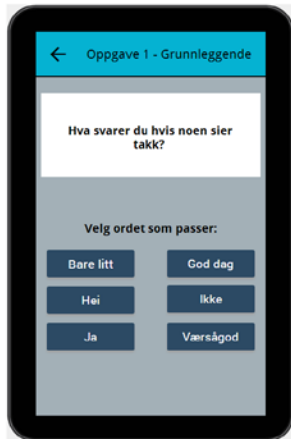 Oppgave 1 - Grunnleggende
Hva svarer du hvis noen sier
takk?
Velg ordet som passer:
Bare litt
God dag
Hei
Ikke
Ja
Værsågod